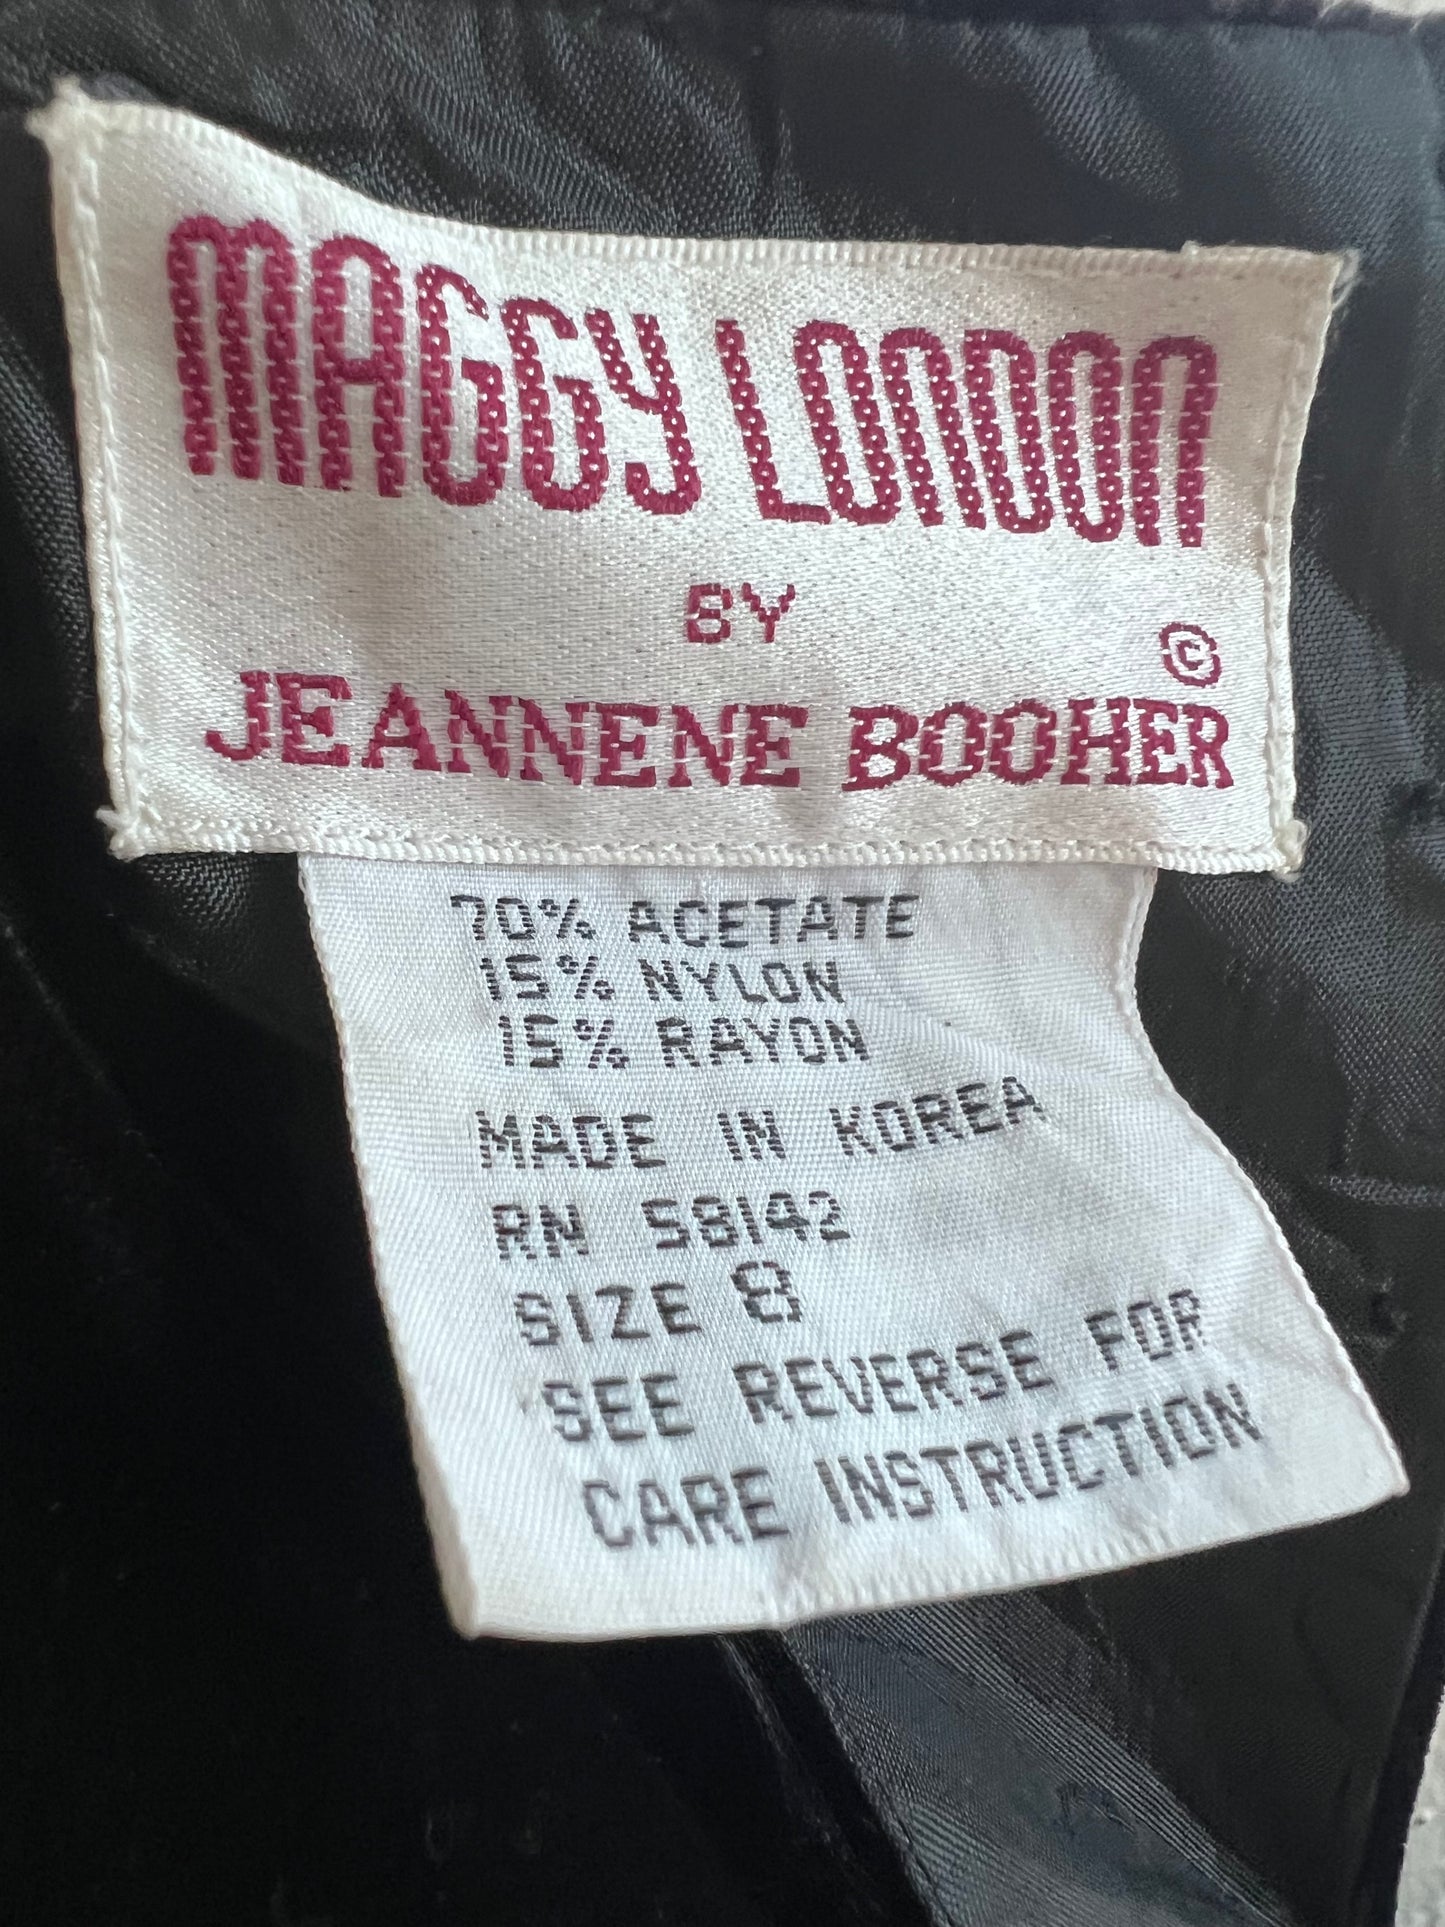 MAGGY LONDON
BY
©
JEANNENE BOOHER
70% ACETATE
15% NYLON
15% RAYON
MADE IN KOREA
RN 58142
SIZE 8
SEE REVERSE FOR
CARE INSTRUCTION